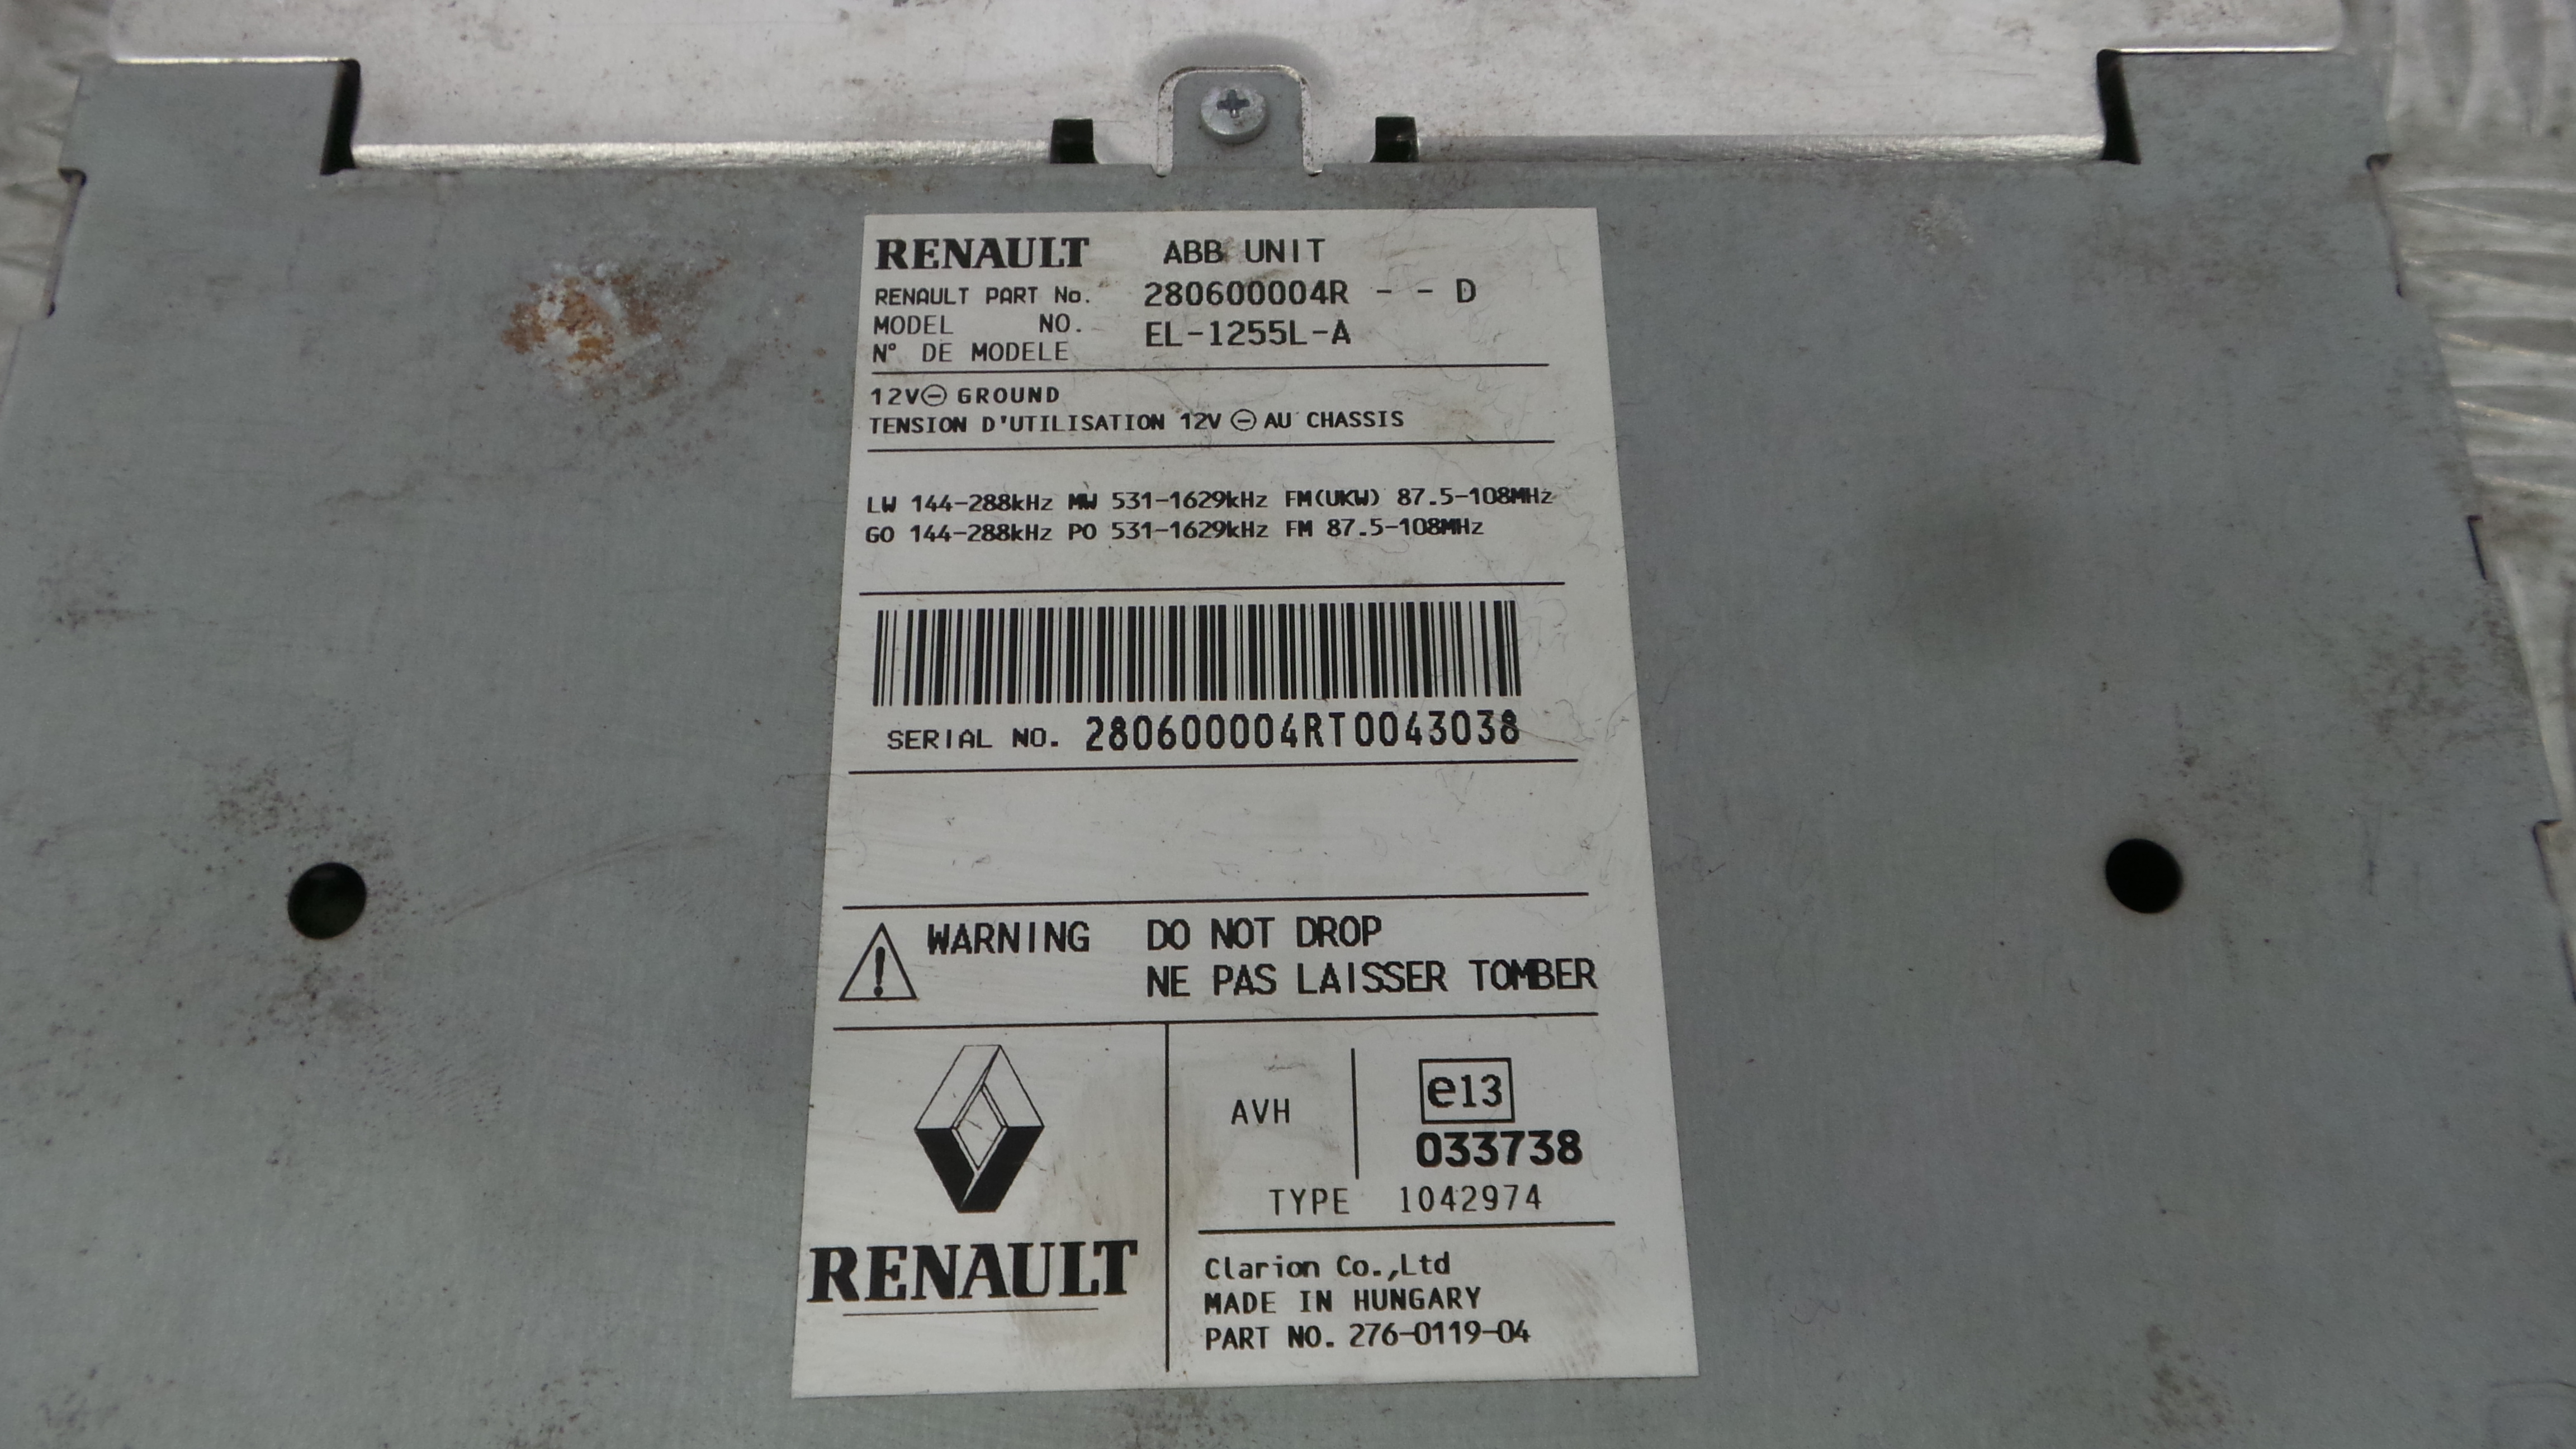 RENAULT ABB UNIT
RENAULT PART No. 280600004R - - D
MODEL NO. EL-1255L-A
N° DE MODELE
12V⊖ GROUND
TENSION D'UTILISATION 12V ⊖ AU CHASSIS
LW 144-288kHz MW 531-1629kHz FM(UKW) 87.5-108MHz
GO 144-288kHz PO 531-1629kHz FM 87.5-108MHz
SERIAL NO. 280600004RT0043038
WARNING DO NOT DROP
NE PAS LAISSER TOMBER
AVH e13
033738
TYPE 1042974
RENAULT
Clarion Co.,Ltd
MADE IN HUNGARY
PART NO. 276-0119-04